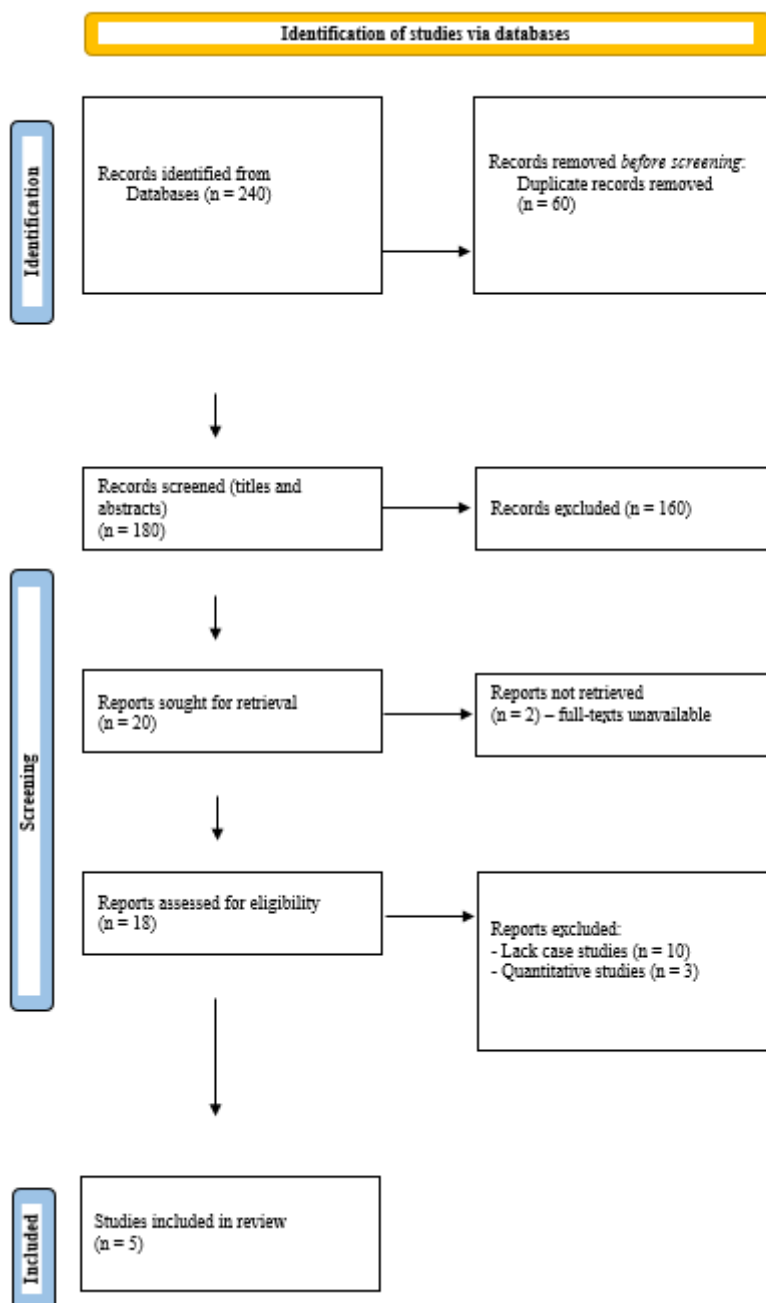 Identification of studies via databases
Identification
Records identified from
Databases (n = 240)
Records removed before screening:
Duplicate records removed
(n = 60)
Records screened (titles and
abstracts)
(n = 180)
Records excluded (n = 160)
Screening
Reports sought for retrieval
(n = 20)
Reports not retrieved
(n = 2) – full-texts unavailable
Reports assessed for eligibility
(n = 18)
Reports excluded:
- Lack case studies (n = 10)
- Quantitative studies (n = 3)
Included
Studies included in review
(n = 5)